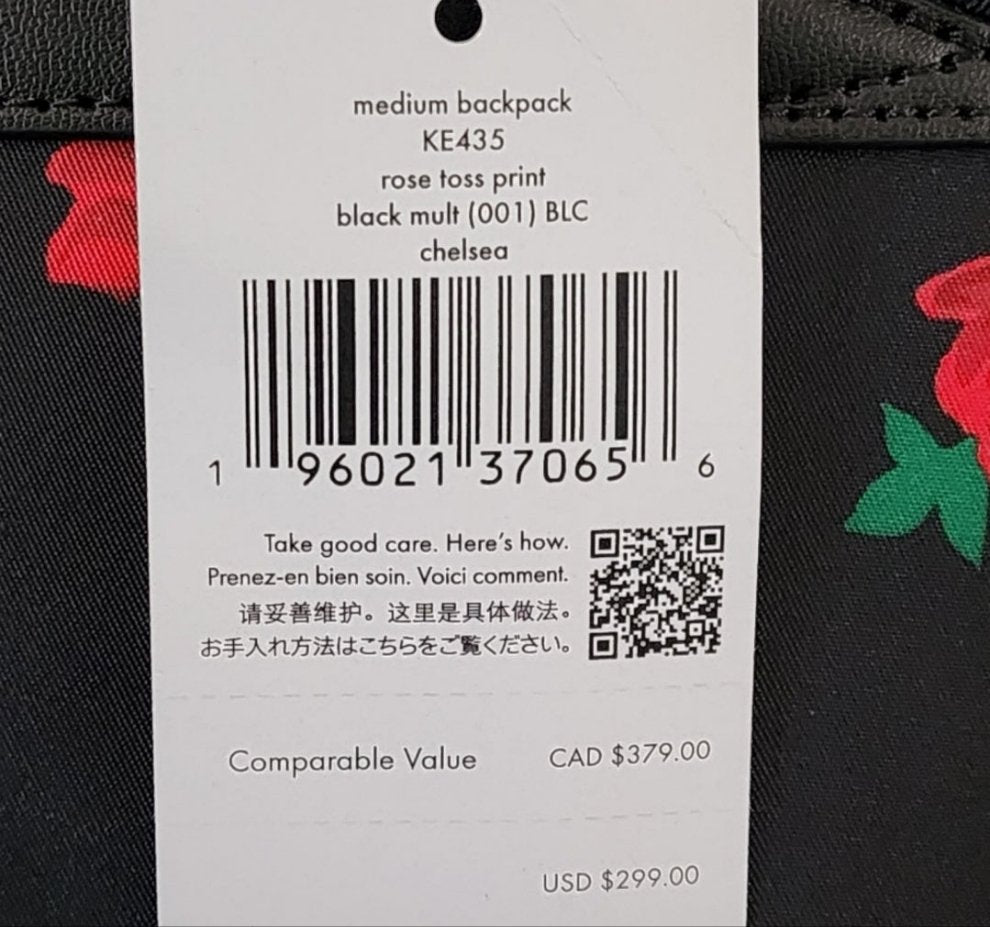 medium backpack
KE435
rose toss print
black mult (001) BLC
chelsea
1 96021 37065 6
Take good care. Here's how.
Prenez-en bien soin. Voici comment.
请妥善维护。这里是具体做法。
お手入れ方法はこちらをご覧ください。
Comparable Value CAD $379.00
USD $299.00